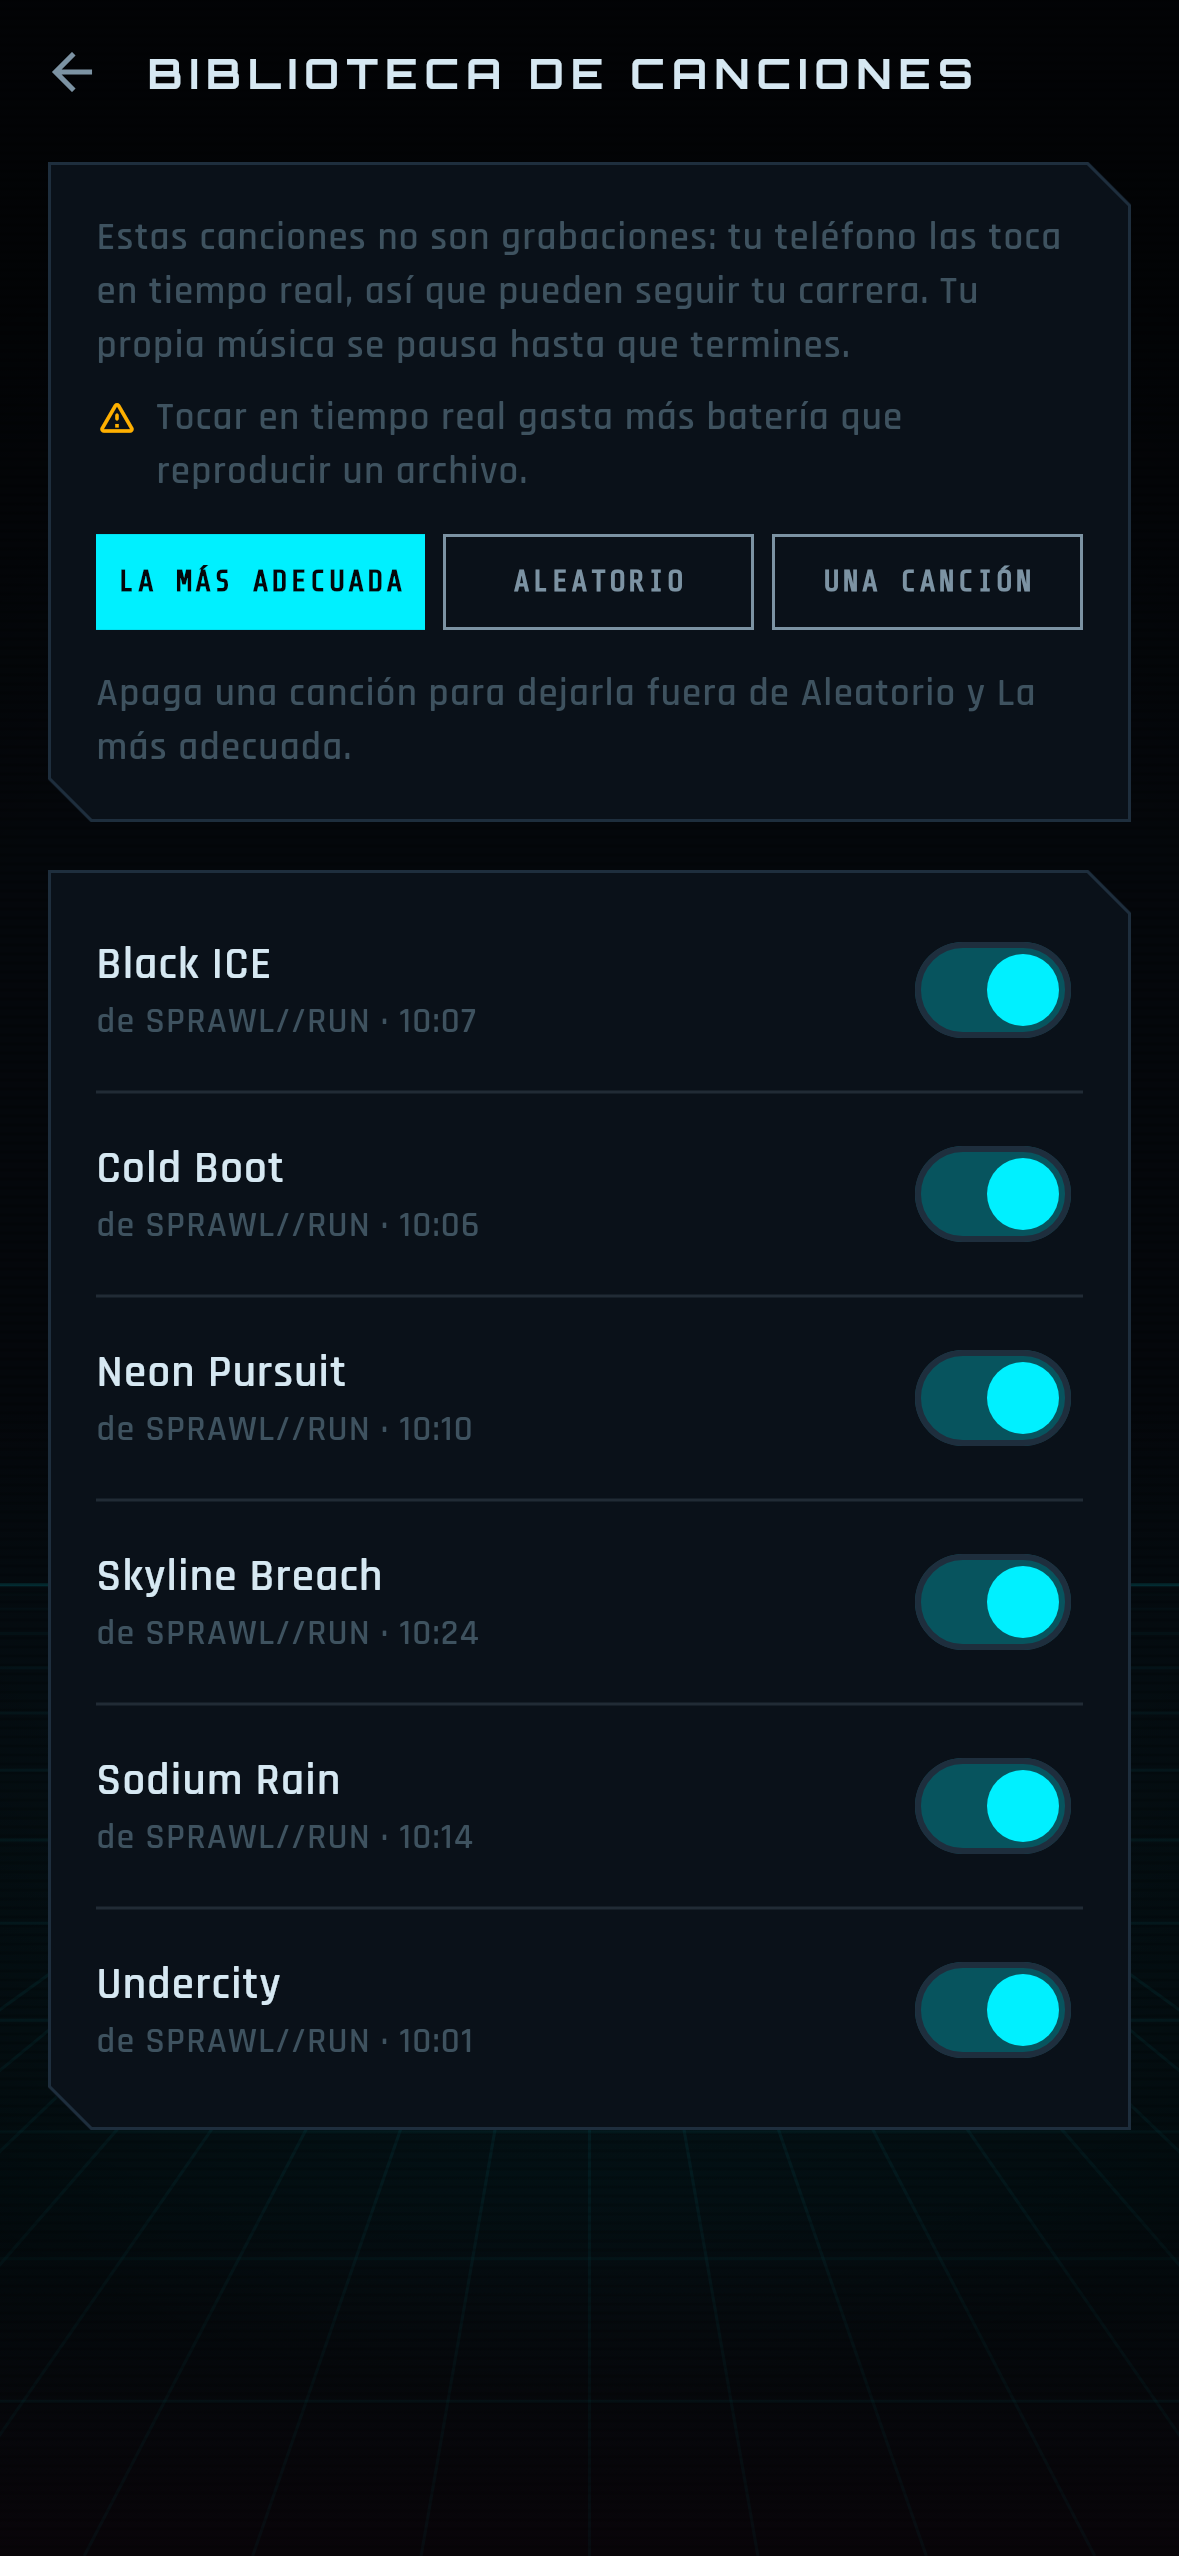 BIBLIOTECA DE CANCIONES
Estas canciones no son grabaciones: tu teléfono las toca
en tiempo real, así que pueden seguir tu carrera. Tu
propia música se pausa hasta que termines.
Tocar en tiempo real gasta más batería que
reproducir un archivo.
LA MÁS ADECUADA
ALEATORIO
UNA CANCIÓN
Apaga una canción para dejarla fuera de Aleatorio y La
más adecuada.
Black ICE
de SPRAWL//RUN · 10:07
Cold Boot
de SPRAWL//RUN · 10:06
Neon Pursuit
de SPRAWL//RUN · 10:10
Skyline Breach
de SPRAWL//RUN · 10:24
Sodium Rain
de SPRAWL//RUN · 10:14
Undercity
de SPRAWL//RUN · 10:01